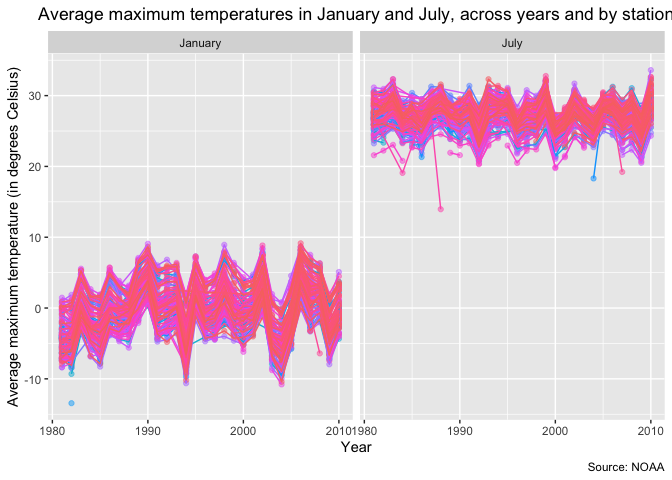 Average maximum temperatures in January and July, across years and by station
January
July
Average maximum temperature (in degrees Celsius)
30
20
10
0
-10
1980
1990
2000
2010
1980
1990
2000
2010
Year
Source: NOAA